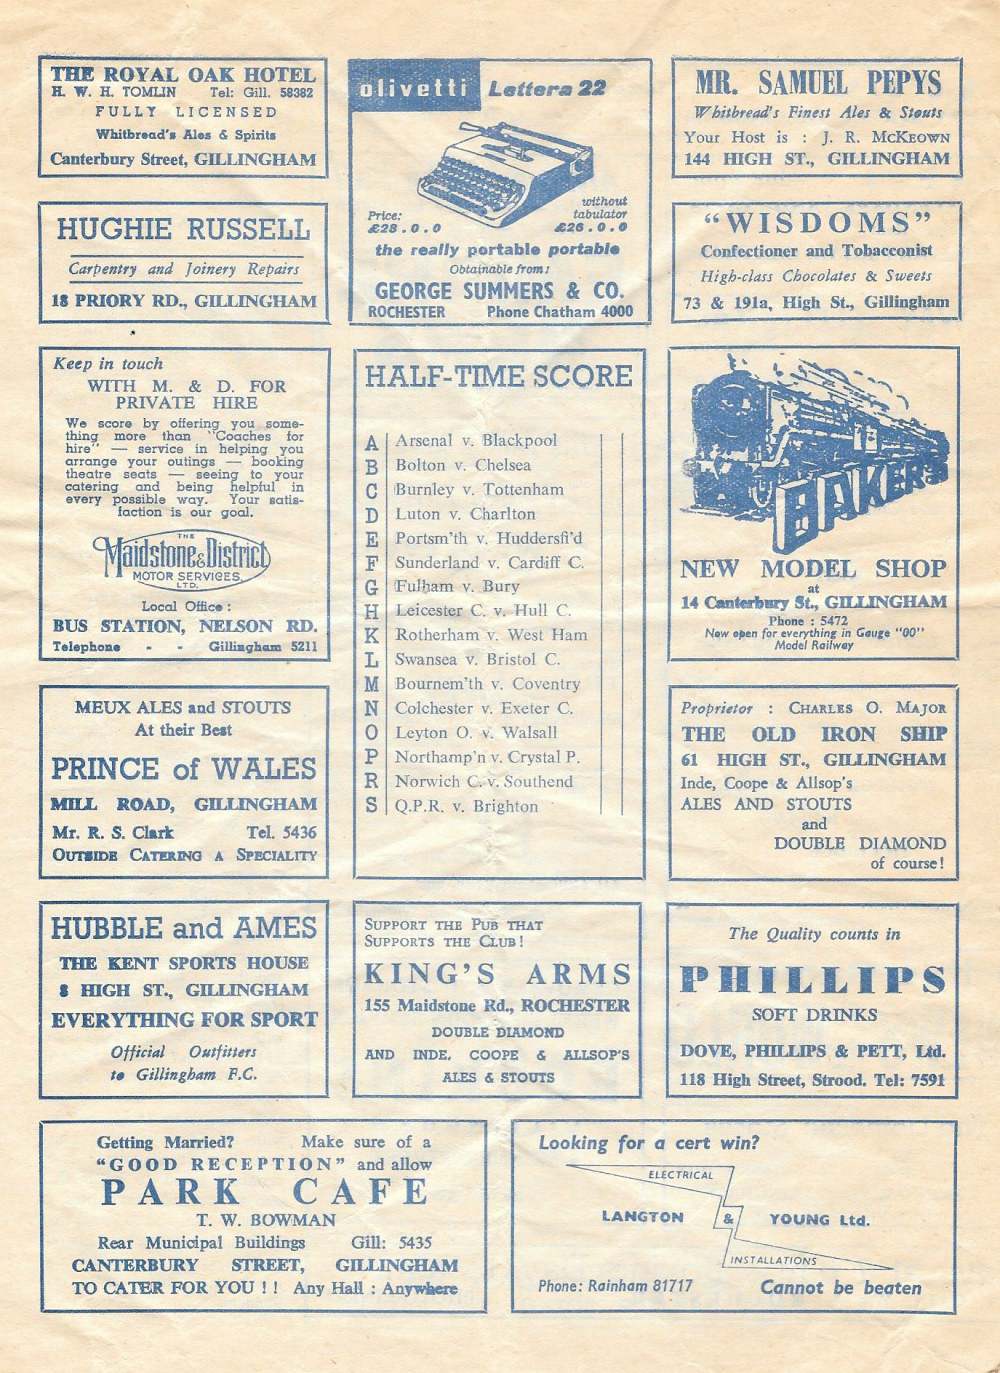 THE ROYAL OAK HOTEL
H. W. H. TOMLIN Tel: Gill. 58382
FULLY LICENSED
Whitbread's Ales & Spirits
Canterbury Street, GILLINGHAM
olivetti Lettera 22
Price:
£28.0.0
without
tabulator
£26.0.0
the really portable portable
Obtainable from:
GEORGE SUMMERS & CO.
ROCHESTER Phone Chatham 4000
MR. SAMUEL PEPYS
Whitbread's Finest Ales & Stouts
Your Host is : J. R. McKEOWN
144 HIGH ST., GILLINGHAM
HUGHIE RUSSELL
Carpentry and Joinery Repairs
18 PRIORY RD., GILLINGHAM
"WISDOMS"
Confectioner and Tobacconist
High-class Chocolates & Sweets
73 & 191a, High St., Gillingham
Keep in touch
WITH M. & D. FOR
PRIVATE HIRE
We score by offering you some-
thing more than "Coaches for
hire" — service in helping you
arrange your outings — booking
theatre seats — seeing to your
catering and being helpful in
every possible way. Your satis-
faction is our goal.
THE
Maidstone & District
MOTOR SERVICES
LTD.
Local Office :
BUS STATION, NELSON RD.
Telephone - - Gillingham 5211
HALF-TIME SCORE
A Arsenal v. Blackpool
B Bolton v. Chelsea
C Burnley v. Tottenham
D Luton v. Charlton
E Portsm'th v. Huddersfi'd
F Sunderland v. Cardiff C.
G Fulham v. Bury
H Leicester C. v. Hull C.
K Rotherham v. West Ham
L Swansea v. Bristol C.
M Bournem'th v. Coventry
N Colchester v. Exeter C.
O Leyton O. v. Walsall
P Northamp'n v. Crystal P.
R Norwich C. v. Southend
S Q.P.R. v. Brighton
BAKER'S
NEW MODEL SHOP
at
14 Canterbury St., GILLINGHAM
Phone : 5472
Now open for everything in Gauge "00"
Model Railway
MEUX ALES and STOUTS
At their Best
PRINCE of WALES
MILL ROAD, GILLINGHAM
Mr. R. S. Clark Tel. 5436
OUTSIDE CATERING A SPECIALITY
Proprietor : CHARLES O. MAJOR
THE OLD IRON SHIP
61 HIGH ST., GILLINGHAM
Inde, Coope & Allsop's
ALES AND STOUTS
and
DOUBLE DIAMOND
of course!
HUBBLE and AMES
THE KENT SPORTS HOUSE
8 HIGH ST., GILLINGHAM
EVERYTHING FOR SPORT
Official Outfitters
to Gillingham F.C.
SUPPORT THE PUB THAT
SUPPORTS THE CLUB!
KING'S ARMS
155 Maidstone Rd., ROCHESTER
DOUBLE DIAMOND
AND INDE, COOPE & ALLSOP'S
ALES & STOUTS
The Quality counts in
PHILLIPS
SOFT DRINKS
DOVE, PHILLIPS & PETT, Ltd.
118 High Street, Strood. Tel: 7591
Getting Married? Make sure of a
"GOOD RECEPTION" and allow
PARK CAFE
T. W. BOWMAN
Rear Municipal Buildings Gill: 5435
CANTERBURY STREET, GILLINGHAM
TO CATER FOR YOU !! Any Hall : Anywhere
Looking for a cert win?
ELECTRICAL
LANGTON & YOUNG Ltd.
INSTALLATIONS
Phone: Rainham 81717 Cannot be beaten